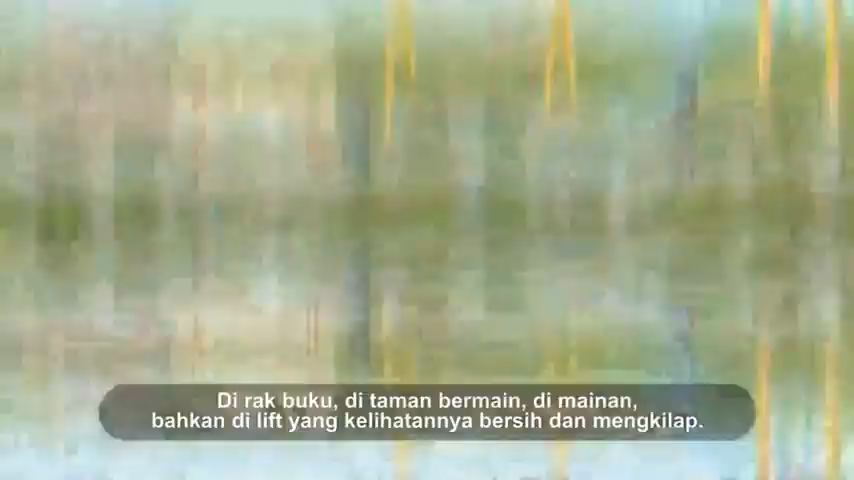 Di rak buku, di taman bermain, di mainan,
bahkan di lift yang kelihatannya bersih dan mengkilap.